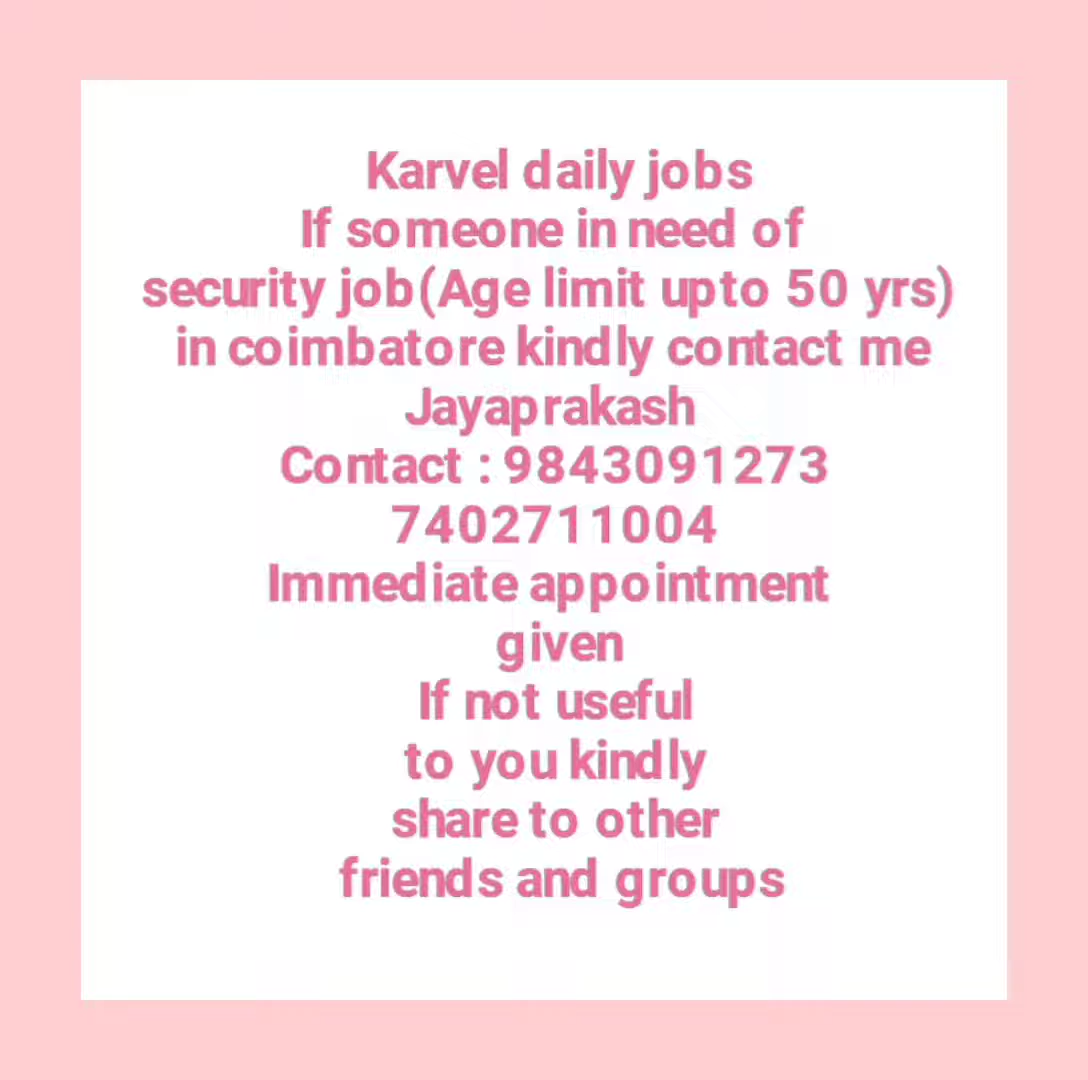 Karvel daily jobs
If someone in need of
security job(Age limit upto 50 yrs)
in coimbatore kindly contact me
Jayaprakash
Contact : 9843091273
7402711004
Immediate appointment
given
If not useful
to you kindly
share to other
friends and groups